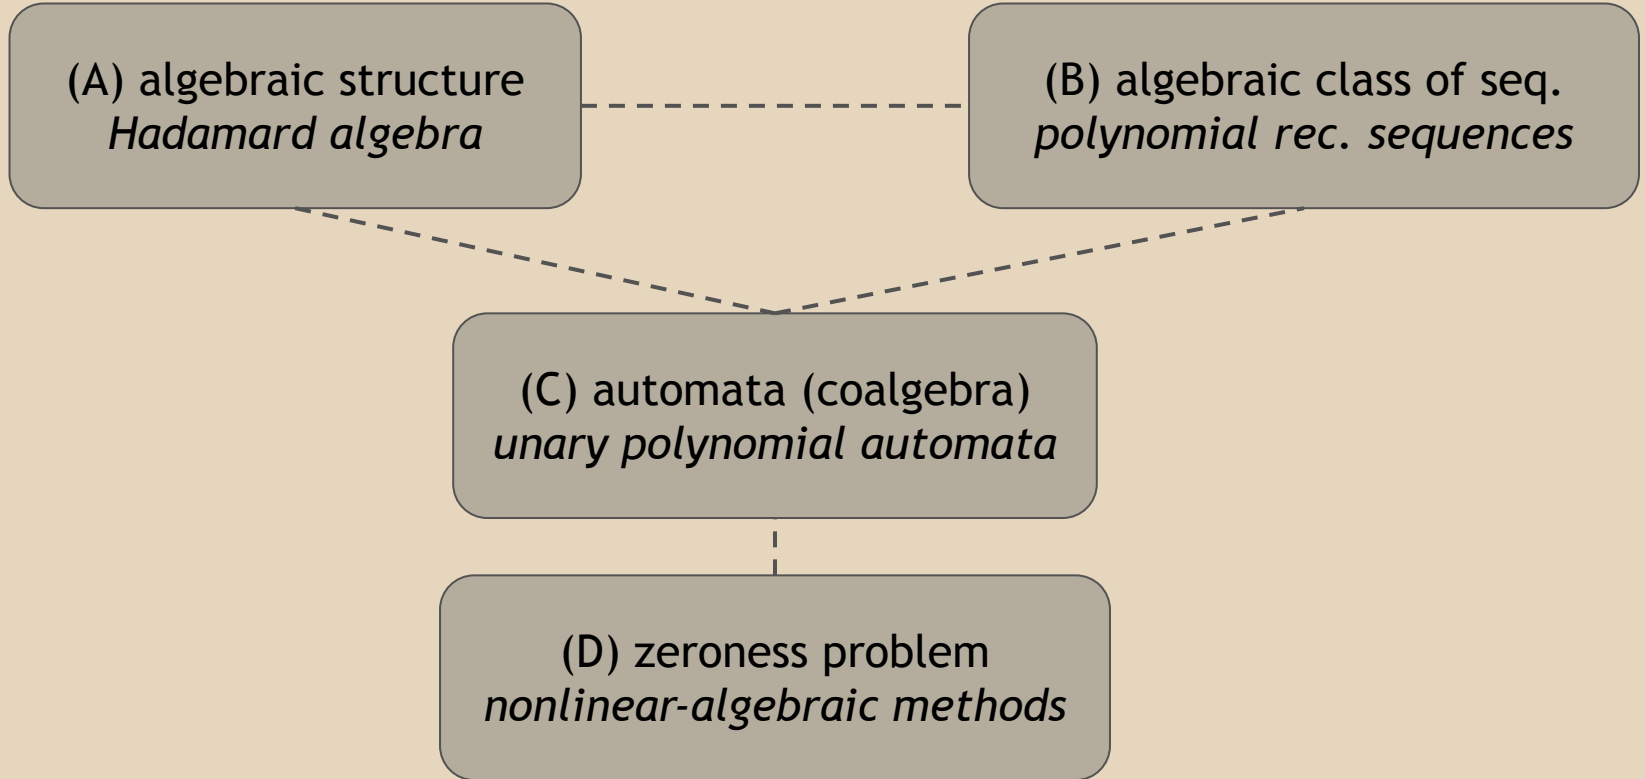 (A) algebraic structure
Hadamard algebra
(B) algebraic class of seq.
polynomial rec. sequences
(C) automata (coalgebra)
unary polynomial automata
(D) zeroness problem
nonlinear-algebraic methods